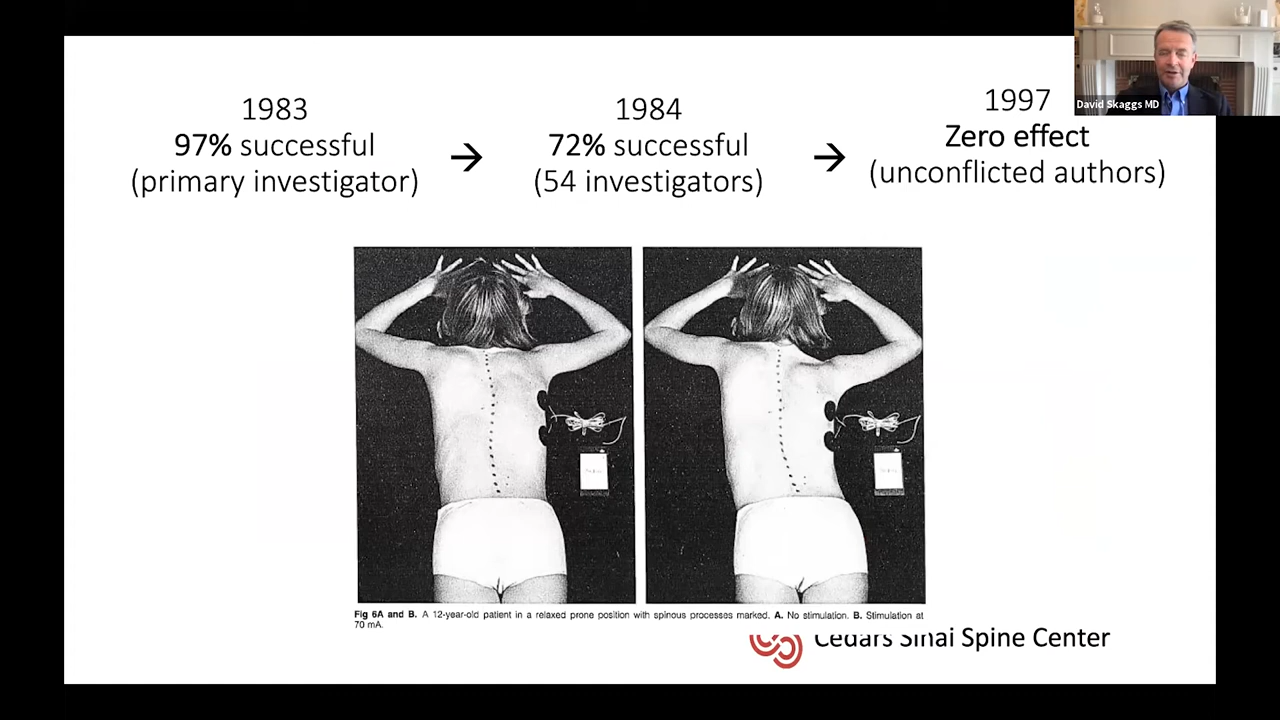 David Skaggs MD
1983
97% successful
(primary investigator)
→
1984
72% successful
(54 investigators)
→
1997
Zero effect
(unconflicted authors)
Fig 6A and B. A 12-year-old patient in a relaxed prone position with spinous processes marked. A. No stimulation. B. Stimulation at
70 mA.
Cedars Sinai Spine Center